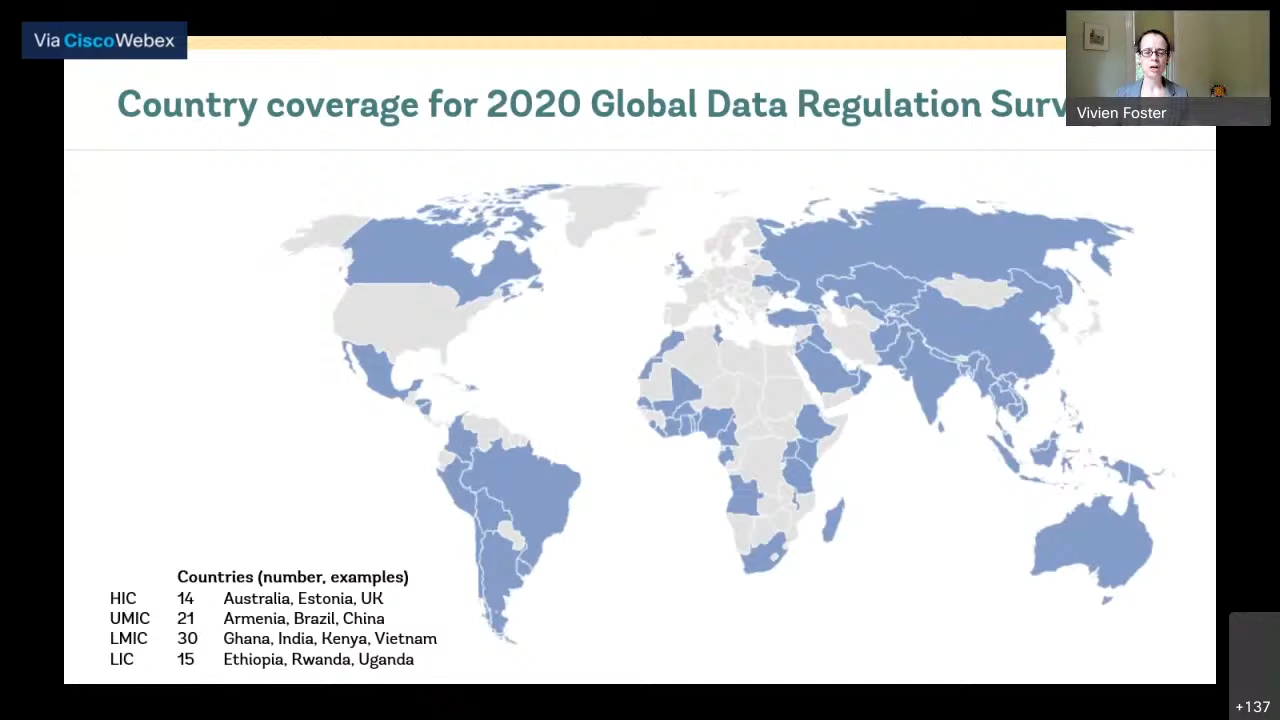 Via CiscoWebex
Country coverage for 2020 Global Data Regulation Surv
Vivien Foster
Countries (number, examples)
HIC 14 Australia, Estonia, UK
UMIC 21 Armenia, Brazil, China
LMIC 30 Ghana, India, Kenya, Vietnam
LIC 15 Ethiopia, Rwanda, Uganda
+137